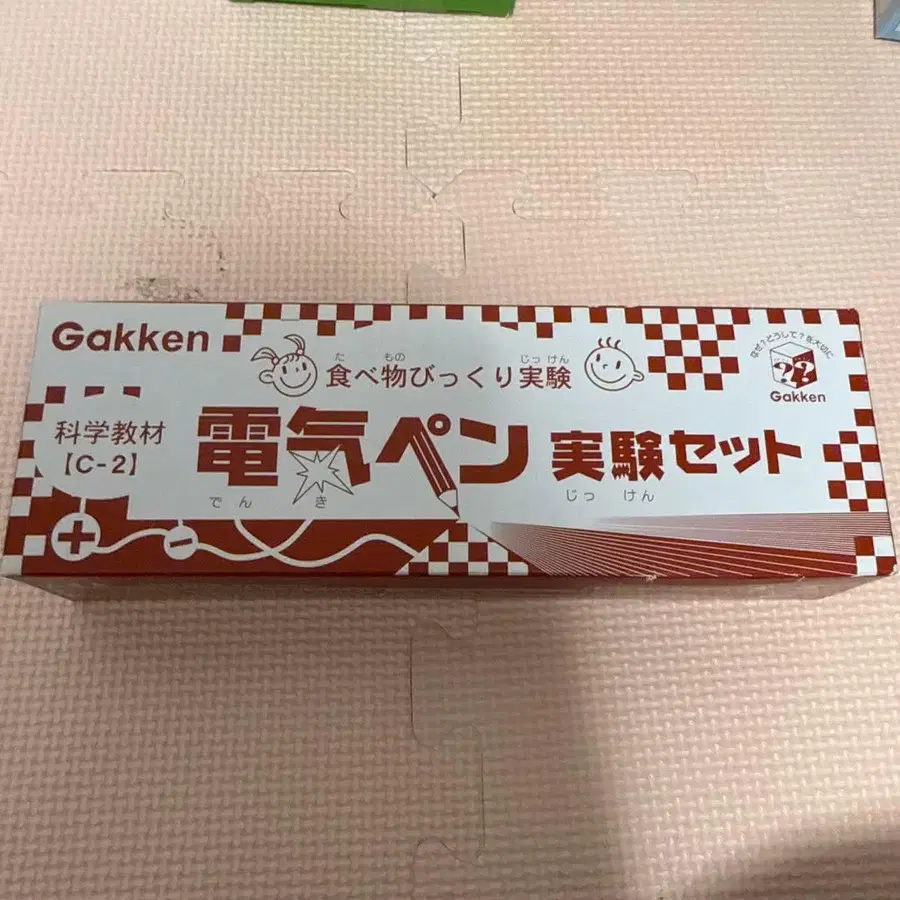 Gakken
た もの じっ けん
食べ物びっくり実験
なぜ?どうして?を大切に
??
Gakken
科学教材
【C-2】
電気ペン 実験セット
でん き じっ けん
+
-